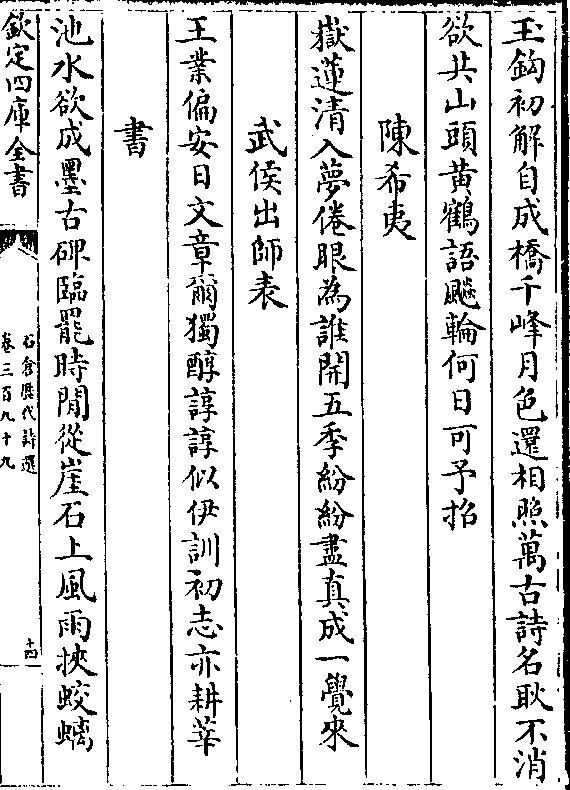 玉鈎初解自成橋千峰月色還相照萬古詩名耿不消
欲共山頭黄鶴語飈輪何日可予招
陳希夷
嶽蓮清入夢倦眼為誰開五季紛紛盡真成一覺來
武侯出師表
王業偏安日文章爾獨醇諄諄似伊訓初志亦耕莘
書
池水欲成墨古碑臨罷時閒從崖石上風雨挾蛟螭
欽定四庫全書
石倉歴代詩選
卷三百九十九
十四